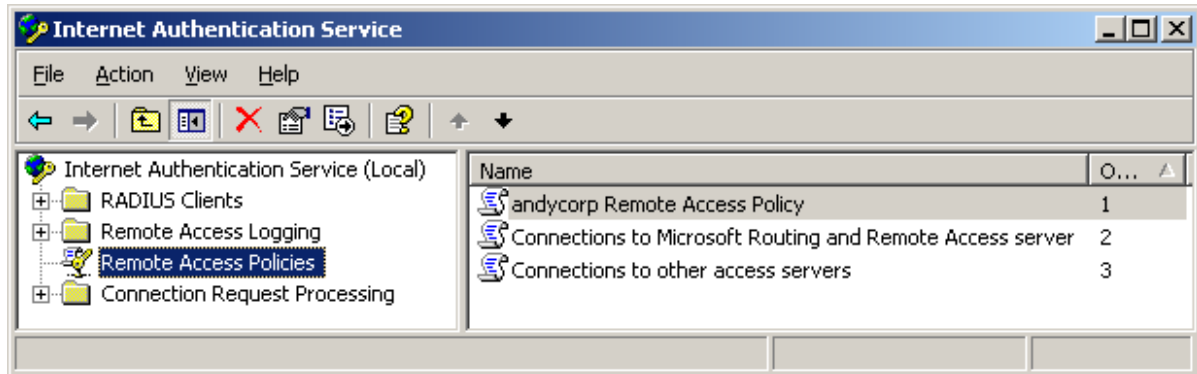 Internet Authentication Service
File Action View Help
Internet Authentication Service (Local)
RADIUS Clients
Remote Access Logging
Remote Access Policies
Connection Request Processing
Name O...
andycorp Remote Access Policy 1
Connections to Microsoft Routing and Remote Access server 2
Connections to other access servers 3